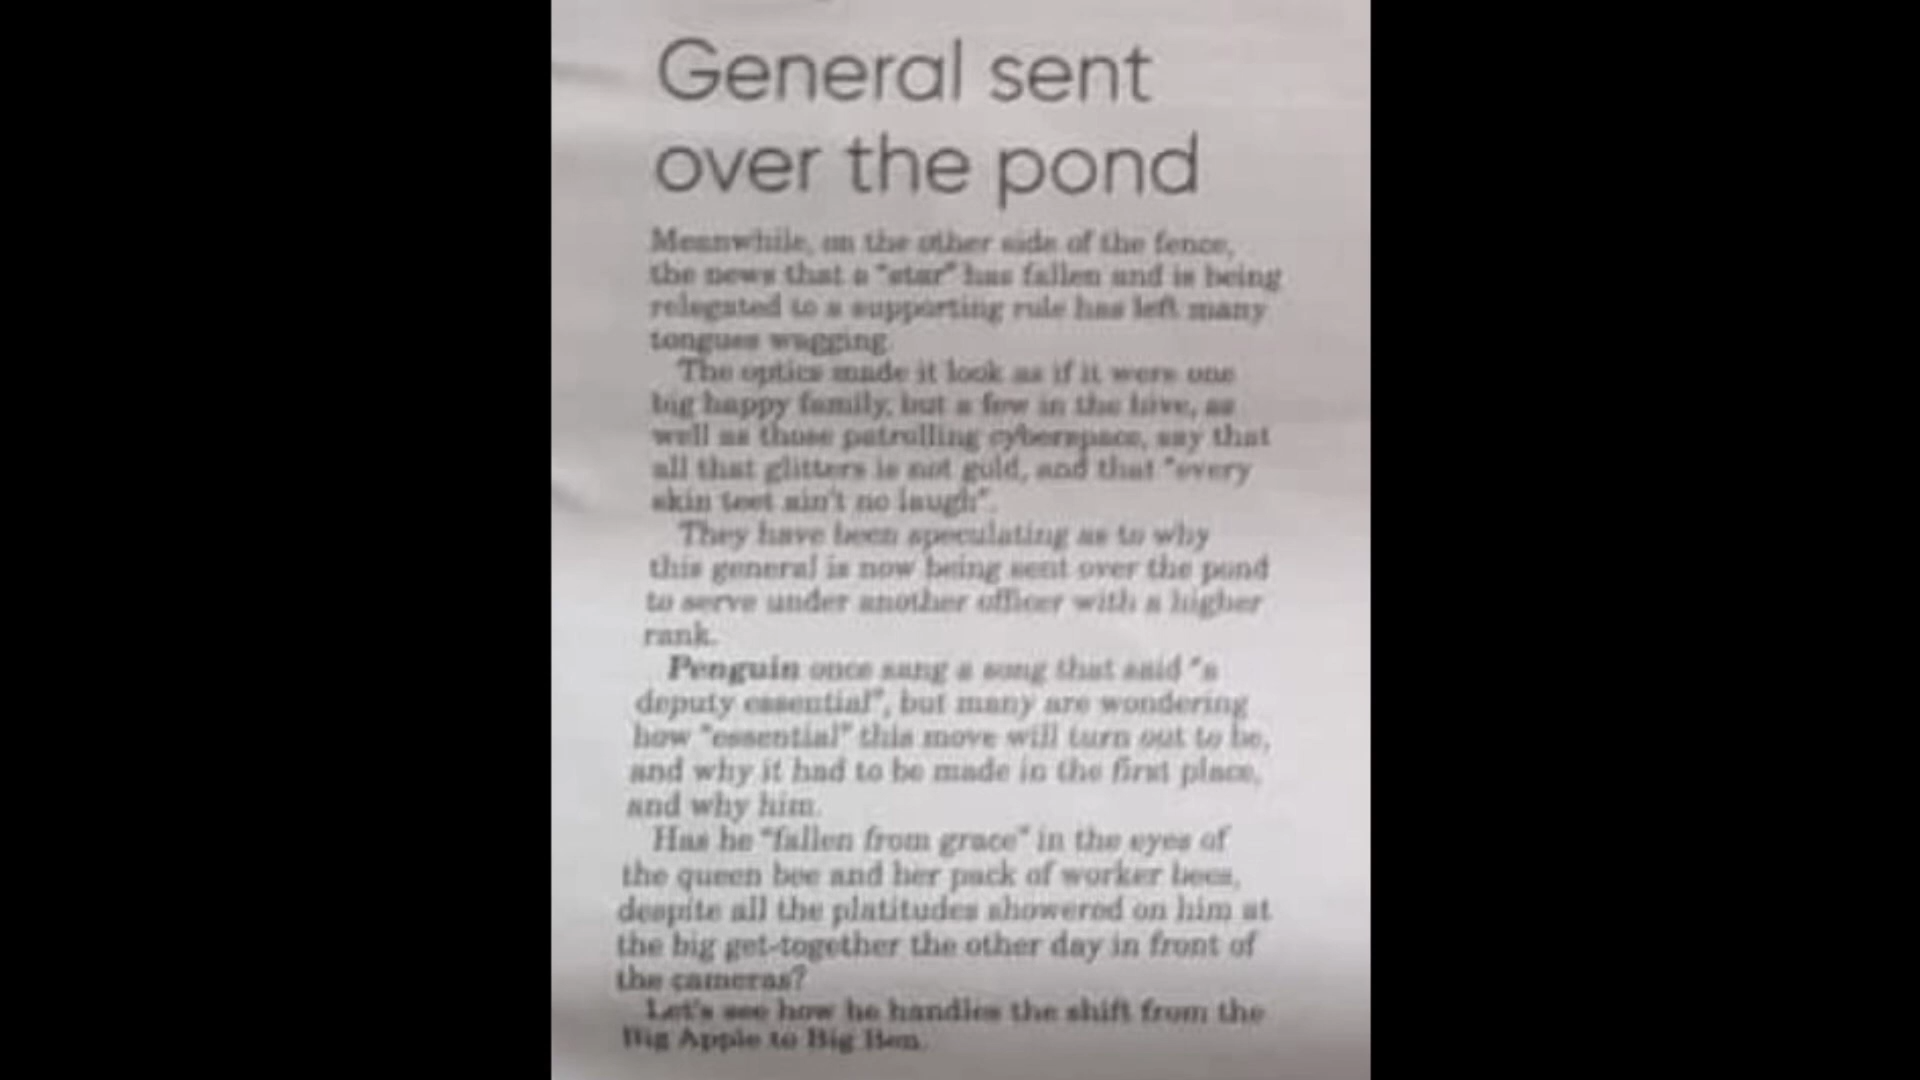 General sent
over the pond
Meanwhile, on the other side of the fence,
the news that a "star" has fallen and is being
relegated to a supporting rule has left many
tongues wagging.
The optics made it look as if it were one
big happy family, but a few in the hive, as
well as those patrolling cyberspace, say that
all that glitters is not gold, and that "every
skin teet ain't no laugh".
They have been speculating as to why
this general is now being sent over the pond
to serve under another officer with a higher
rank.
Penguin once sang a song that said "a
deputy essential", but many are wondering
how "essential" this move will turn out to be,
and why it had to be made in the first place,
and why him.
Has he "fallen from grace" in the eyes of
the queen bee and her pack of worker bees,
despite all the platitudes showered on him at
the big get-together the other day in front of
the cameras?
Let's see how he handles the shift from the
Big Apple to Big Ben.